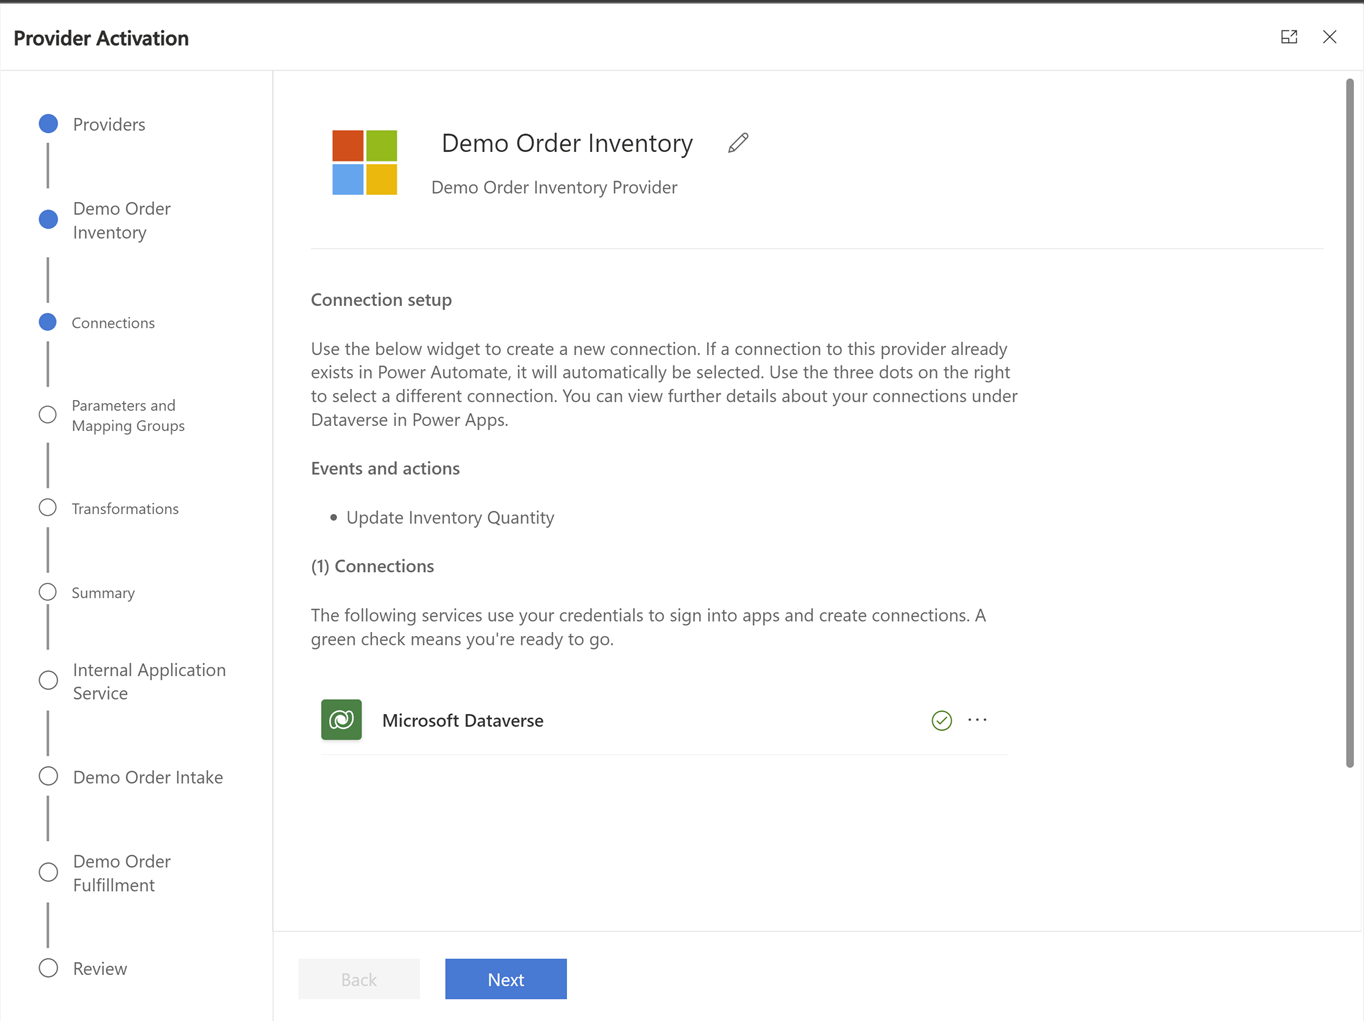 Provider Activation
Providers
Demo Order
Inventory
Connections
Parameters and
Mapping Groups
Transformations
Summary
Internal Application
Service
Demo Order Intake
Demo Order
Fulfillment
Review
Demo Order Inventory
Demo Order Inventory Provider
Connection setup
Use the below widget to create a new connection. If a connection to this provider already
exists in Power Automate, it will automatically be selected. Use the three dots on the right
to select a different connection. You can view further details about your connections under
Dataverse in Power Apps.
Events and actions
• Update Inventory Quantity
(1) Connections
The following services use your credentials to sign into apps and create connections. A
green check means you're ready to go.
Microsoft Dataverse
Back
Next